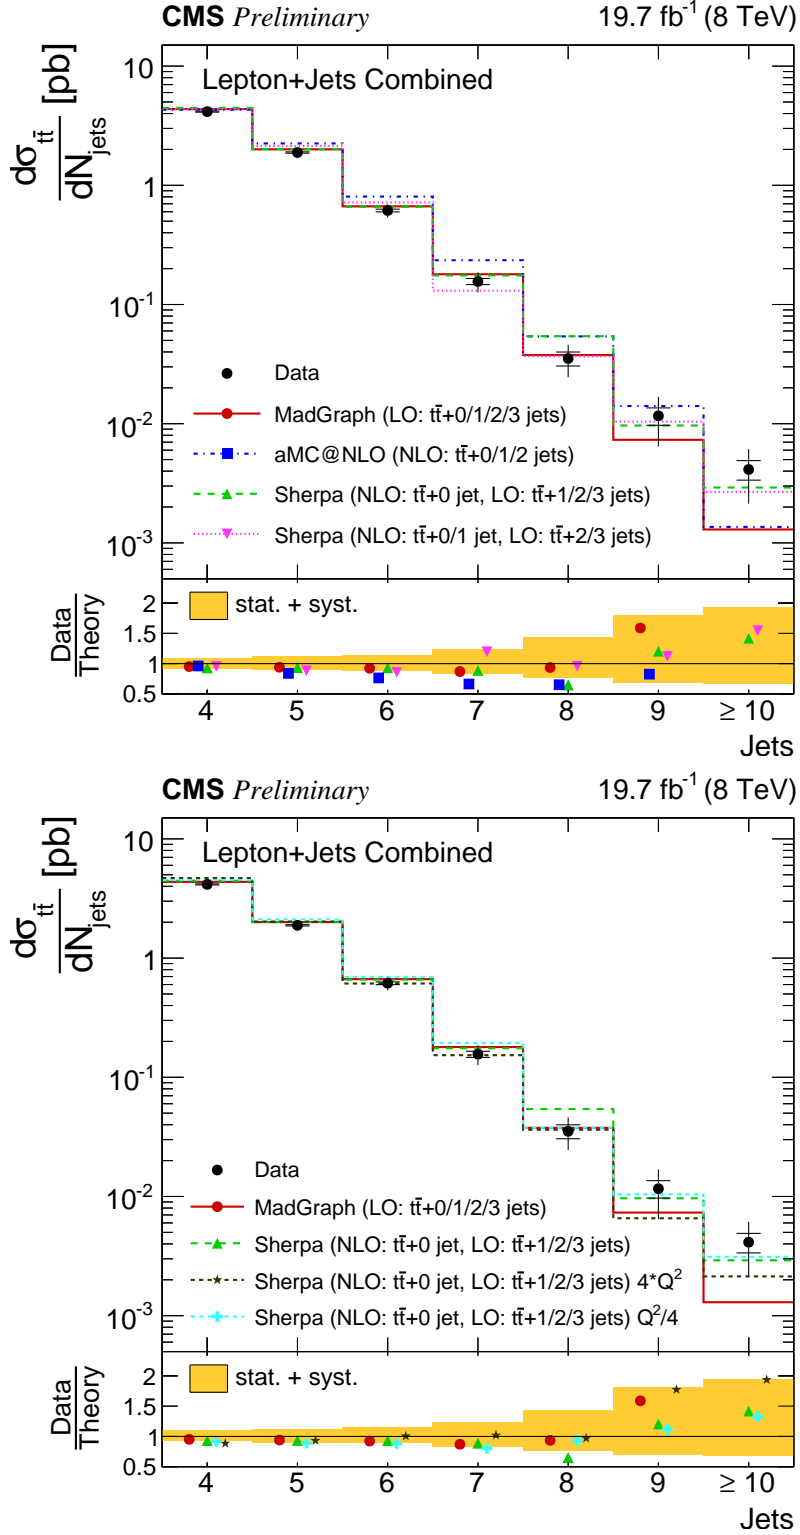 CMS Preliminary 19.7 fb⁻¹ (8 TeV)
Lepton+Jets Combined
dσ_tt̄ / dN_jets [pb]
10
1
10⁻¹
10⁻²
10⁻³
Data
MadGraph (LO: tt̄+0/1/2/3 jets)
aMC@NLO (NLO: tt̄+0/1/2 jets)
Sherpa (NLO: tt̄+0 jet, LO: tt̄+1/2/3 jets)
Sherpa (NLO: tt̄+0/1 jet, LO: tt̄+2/3 jets)
Data / Theory
2
1.5
1
0.5
stat. + syst.
4 5 6 7 8 9 ≥ 10
Jets
CMS Preliminary 19.7 fb⁻¹ (8 TeV)
Lepton+Jets Combined
dσ_tt̄ / dN_jets [pb]
10
1
10⁻¹
10⁻²
10⁻³
Data
MadGraph (LO: tt̄+0/1/2/3 jets)
Sherpa (NLO: tt̄+0 jet, LO: tt̄+1/2/3 jets)
Sherpa (NLO: tt̄+0 jet, LO: tt̄+1/2/3 jets) 4*Q²
Sherpa (NLO: tt̄+0 jet, LO: tt̄+1/2/3 jets) Q²/4
Data / Theory
2
1.5
1
0.5
stat. + syst.
4 5 6 7 8 9 ≥ 10
Jets